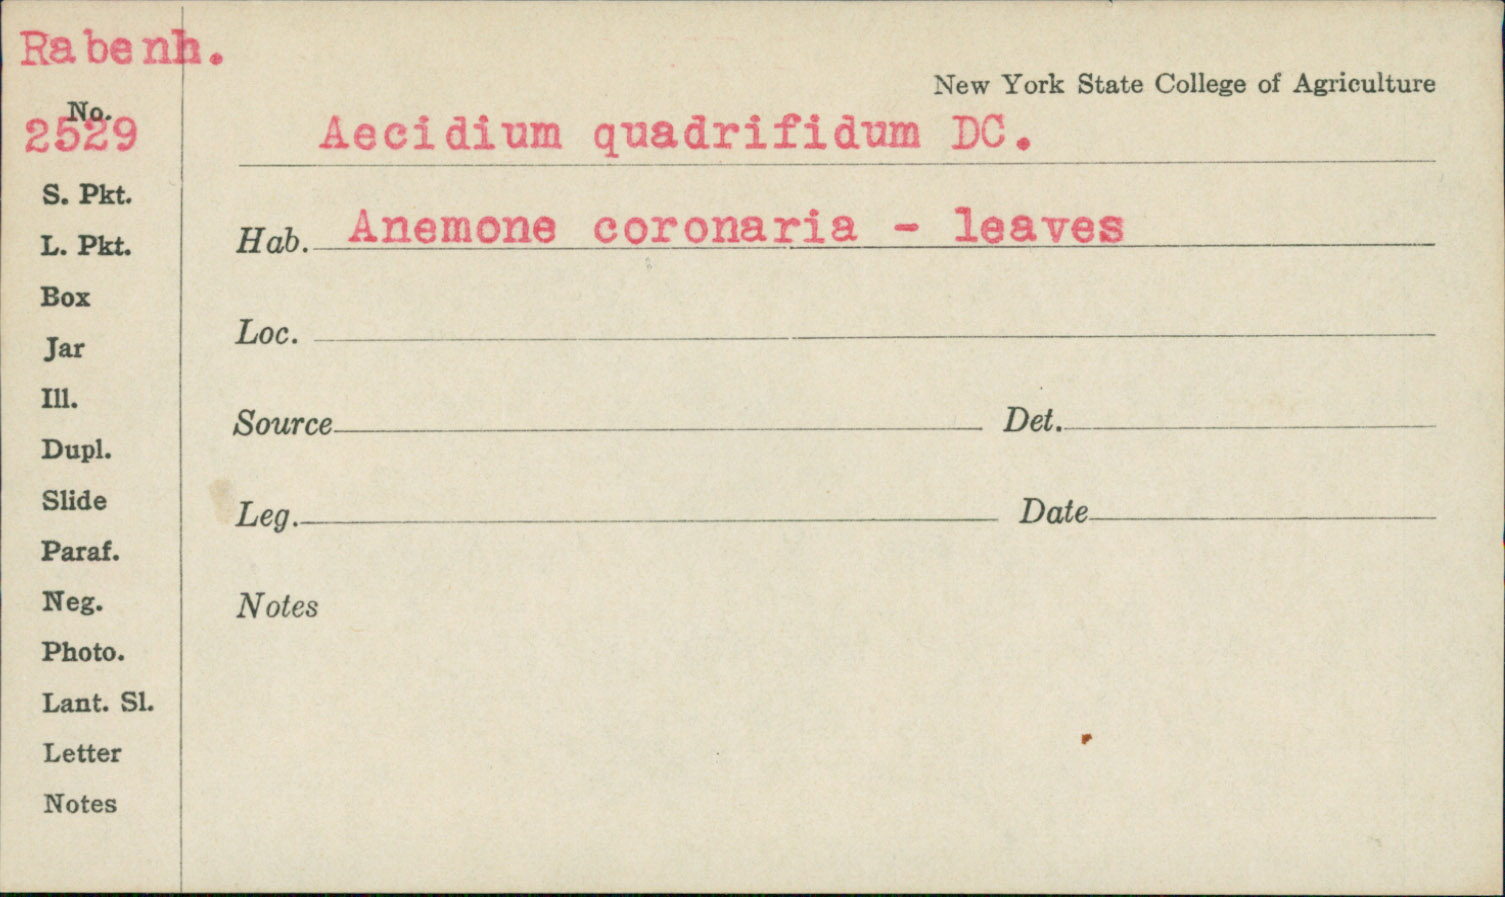 Rabenh.
New York State College of Agriculture
No.
2529
Aecidium quadrifidum DC.
S. Pkt.
Hab. Anemone coronaria - leaves
L. Pkt.
Box
Loc.
Jar
Ill.
Source Det.
Dupl.
Slide
Leg. Date
Paraf.
Neg.
Notes
Photo.
Lant. Sl.
Letter
Notes